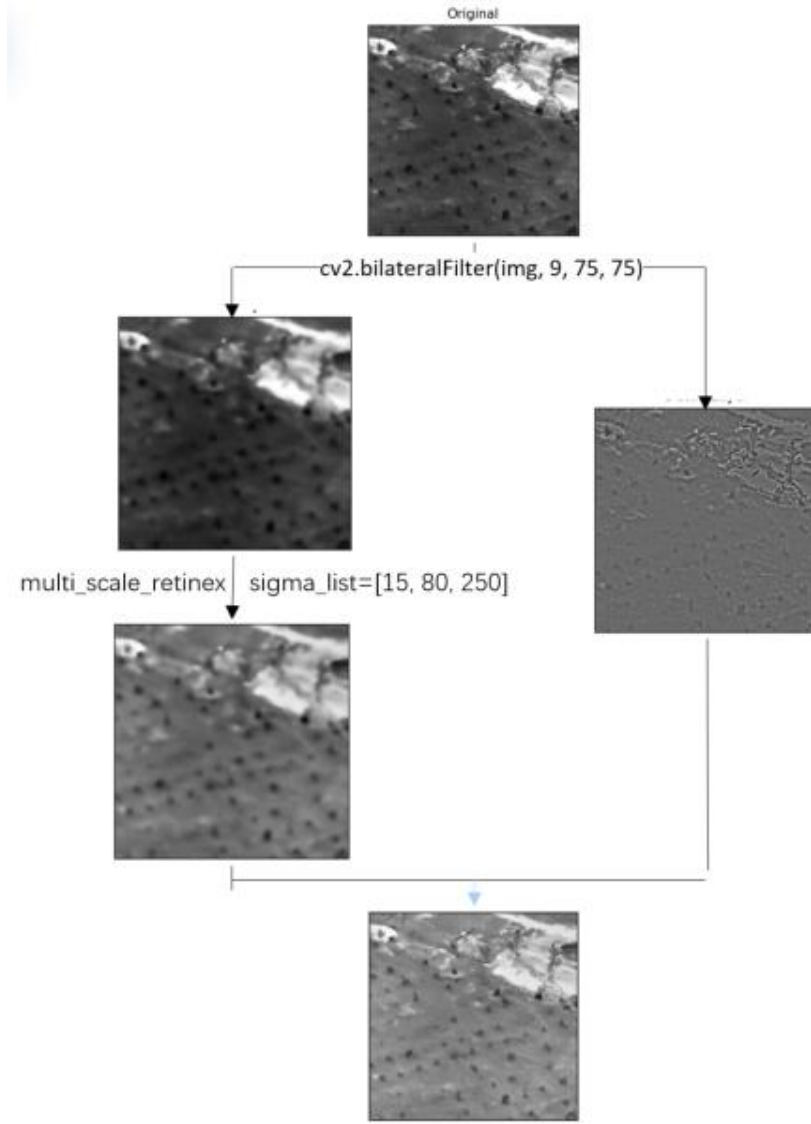 Original
cv2.bilateralFilter(img, 9, 75, 75)
multi_scale_retinex sigma_list=[15, 80, 250]